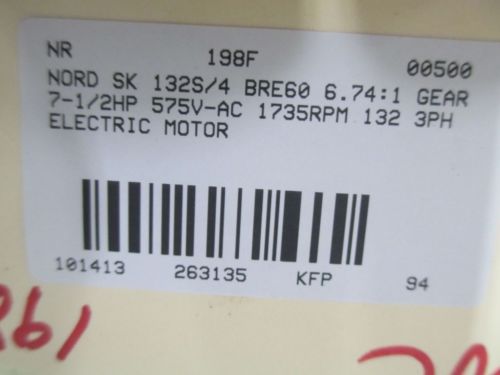 NR 198F 00500
NORD SK 132S/4 BRE60 6.74:1 GEAR
7-1/2HP 575V-AC 1735RPM 132 3PH
ELECTRIC MOTOR
101413 263135 KFP 94